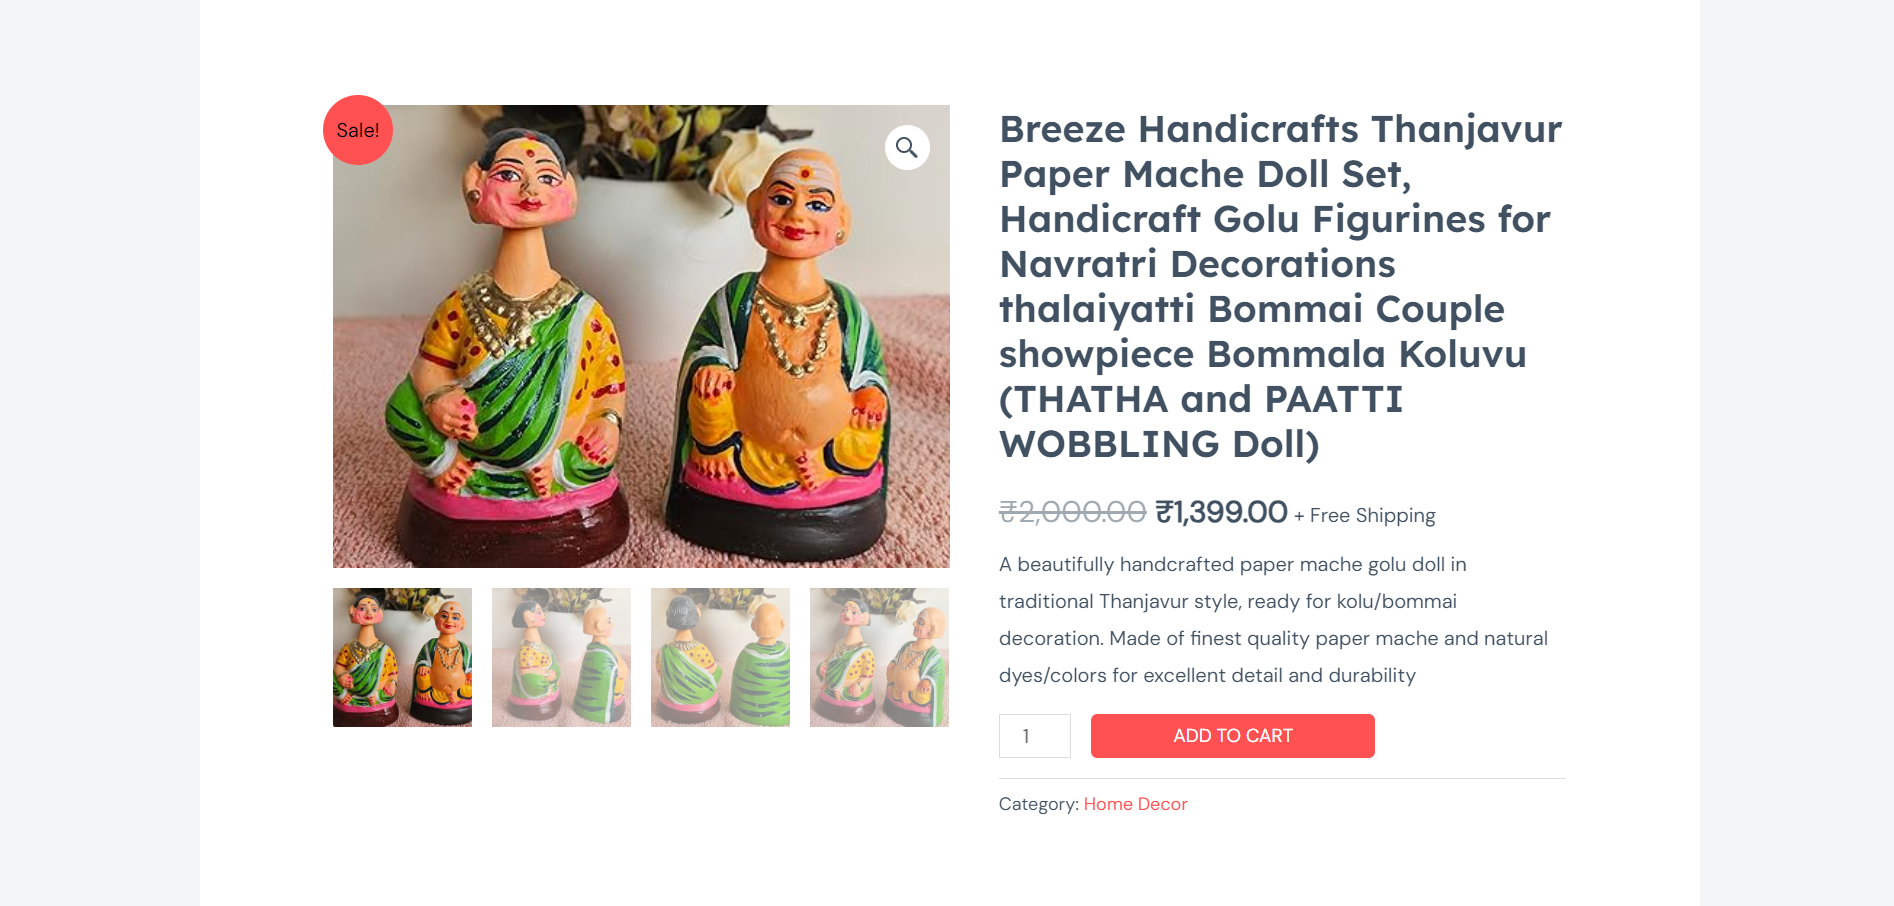 Sale!
Breeze Handicrafts Thanjavur
Paper Mache Doll Set,
Handicraft Golu Figurines for
Navratri Decorations
thalaiyatti Bommai Couple
showpiece Bommala Koluvu
(THATHA and PAATTI
WOBBLING Doll)
₹2,000.00 ₹1,399.00 + Free Shipping
A beautifully handcrafted paper mache golu doll in
traditional Thanjavur style, ready for kolu/bommai
decoration. Made of finest quality paper mache and natural
dyes/colors for excellent detail and durability
1 ADD TO CART
Category: Home Decor